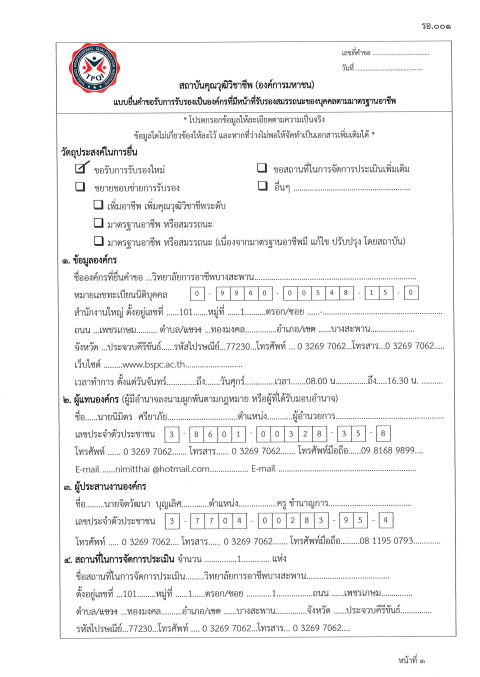 รอ.๐๐๑
เลขที่คำขอ ................................
วันที่ ......................................
TPQI
สถาบันคุณวุฒิวิชาชีพ (องค์การมหาชน)
แบบยื่นคำขอรับการรับรองเป็นองค์กรที่มีหน้าที่รับรองสมรรถนะของบุคคลตามมาตรฐานอาชีพ
* โปรดกรอกข้อมูลให้ละเอียดตามความเป็นจริง
ข้อมูลใดไม่เกี่ยวข้องให้ละไว้ และหากที่ว่างไม่พอให้จัดทำเป็นเอกสารเพิ่มเติมได้ *
วัตถุประสงค์ในการยื่น
ขอรับการรับรองใหม่ ขอสถานที่ในการจัดการประเมินเพิ่มเติม
ขยายขอบข่ายการรับรอง อื่นๆ ................................................
เพิ่มอาชีพ เพิ่มคุณวุฒิวิชาชีพระดับ
มาตรฐานอาชีพ หรือสมรรถนะ
มาตรฐานอาชีพ หรือสมรรถนะ (เนื่องจากมาตรฐานอาชีพมี แก้ไข ปรับปรุง โดยสถาบัน)
๑. ข้อมูลองค์กร
ชื่อองค์กรที่ยื่นคำขอ ...วิทยาลัยการอาชีพบางสะพาน................................................
หมายเลขทะเบียนนิติบุคคล 0 - 9 9 4 0 - 0 0 5 4 8 - 1 5 - 0
สำนักงานใหญ่ ตั้งอยู่เลขที่ ......101......หมู่ที่ .....1..........ตรอก/ซอย ......-................................
ถนน ...เพชรเกษม.......... ตำบล/แขวง ...ทองมงคล............อำเภอ/เขต ......บางสะพาน............
จังหวัด ...ประจวบคีรีขันธ์........รหัสไปรษณีย์...77230...โทรศัพท์ ... 0 3269 7062...โทรสาร...0 3269 7062.....
เว็บไซต์ .........www.bspc.ac.th.......................
เวลาทำการ ตั้งแต่วันจันทร์.............ถึง......วันศุกร์.............เวลา.......08.00 น.............ถึง.....16.30 น. .........
๒. ผู้แทนองค์กร (ผู้มีอำนาจลงนามผูกพันตามกฎหมาย หรือผู้ที่ได้รับมอบอำนาจ)
ชื่อ......นายนิมิตร ศรียาภัย............................ตำแหน่ง...........ผู้อำนวยการ..........................
เลขประจำตัวประชาชน 3 - 8 6 0 1 - 0 0 3 2 8 - 3 5 - 8
โทรศัพท์ ...... 0 3269 7062....... โทรสาร ...... 0 3269 7062....... โทรศัพท์มือถือ......09 8168 9899....
E-mail ......nimitthai @hotmail.com................ E-mail ................................................
๓. ผู้ประสานงานองค์กร
ชื่อ........นายจิตวัฒนา บุญเลิศ...........ตำแหน่ง................ครู ชำนาญการ................................
เลขประจำตัวประชาชน 3 - 7 7 0 4 - 0 0 2 8 3 - 9 5 - 4
โทรศัพท์ ..... 0 3269 7062..... โทรสาร ..... 0 3269 7062....... โทรศัพท์มือถือ.........08 1195 0793............
๔. สถานที่ในการจัดการประเมิน จำนวน .............1............ แห่ง
ชื่อสถานที่ในการจัดการประเมิน........วิทยาลัยการอาชีพบางสะพาน................................
ตั้งอยู่เลขที่ ...101........หมู่ที่ ...1......ตรอก/ซอย ............1................ถนน ......เพชรเกษม................
ตำบล/แขวง ...ทองมงคล..........อำเภอ/เขต ......บางสะพาน............จังหวัด ......ประจวบคีรีขันธ์.............
รหัสไปรษณีย์...77230...โทรศัพท์ ... 0 3269 7062...โทรสาร... 0 3269 7062....
หน้าที่ ๑